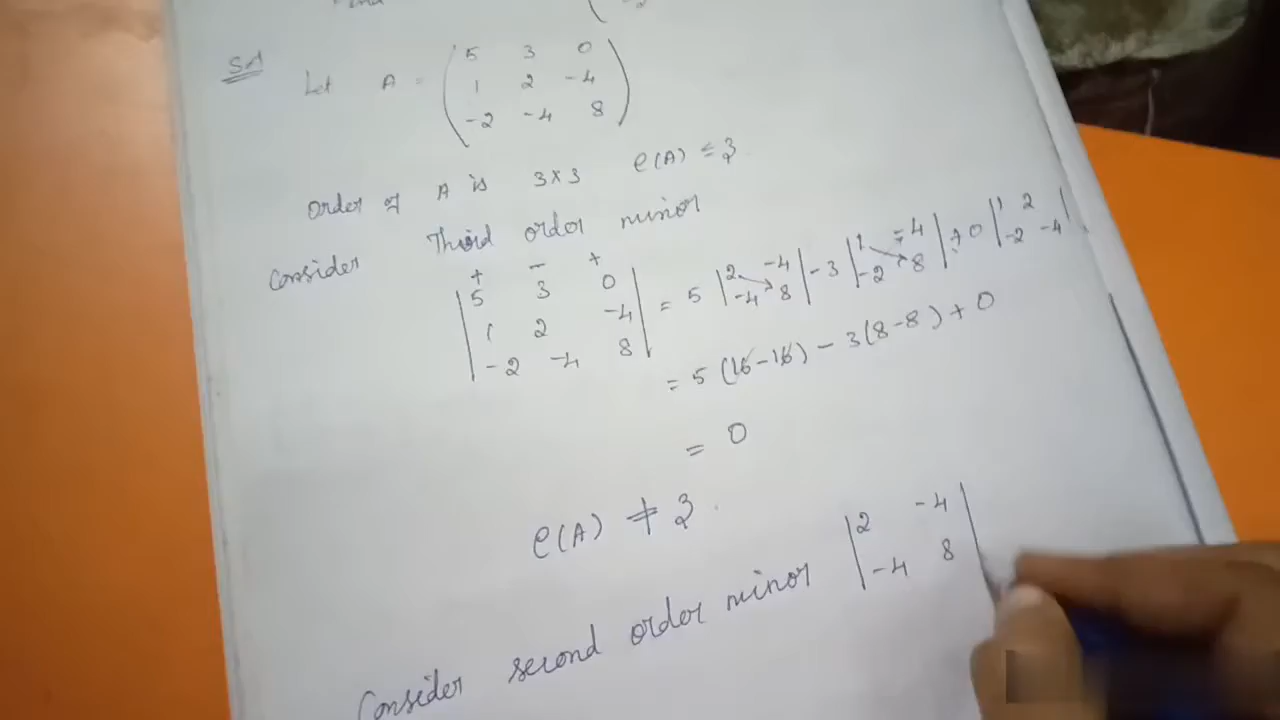 Find
Sol Let A = ( 5 3 0
1 2 -4
-2 -4 8 )
Order of A is 3x3 ρ(A) ≤ 3
Consider Third order minor
+ - +
| 5 3 0
1 2 -4
-2 -4 8 | = 5 | 2 -4
-4 8 | - 3 | 1 -4
-2 8 | + 0 | 1 2
-2 -4 |
= 5 (16-16) - 3(8-8) + 0
= 0
ρ(A) ≠ 3
Consider second order minor | 2 -4
-4 8 |